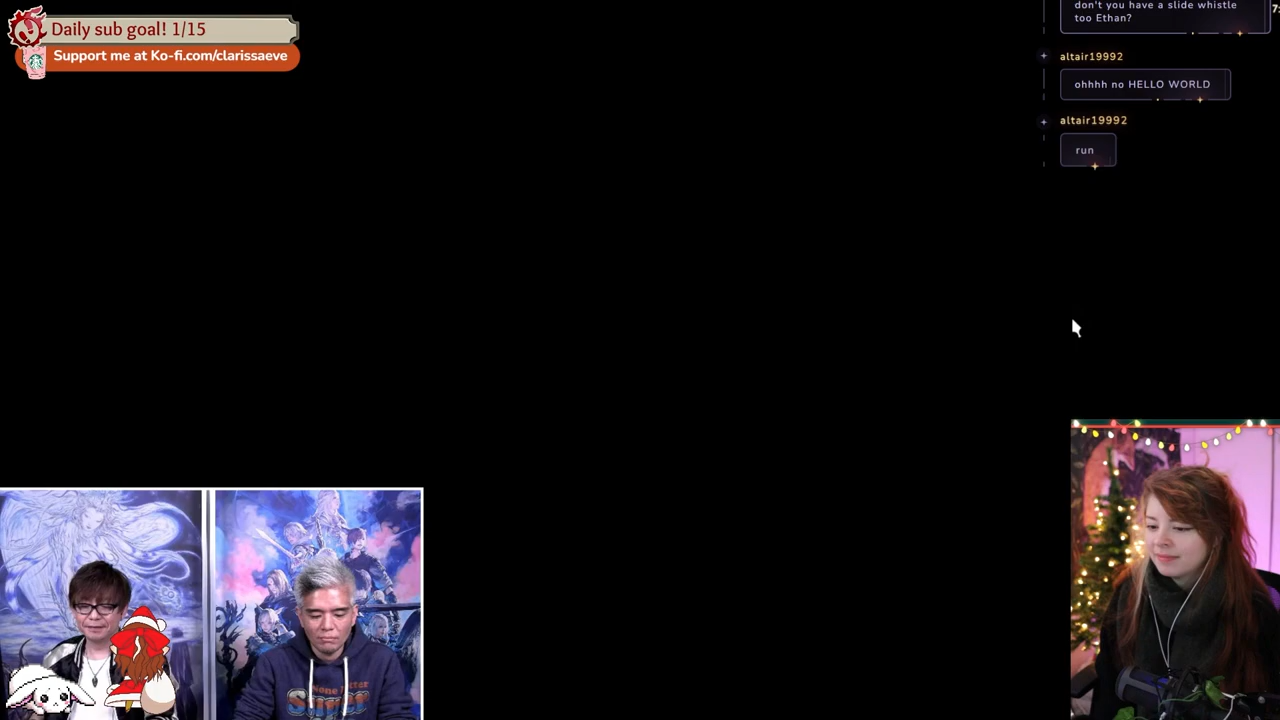 Daily sub goal! 1/15
Support me at Ko-fi.com/clarissaeve
don't you have a slide whistle
too Ethan?
altair19992
ohhhh no HELLO WORLD
altair19992
run